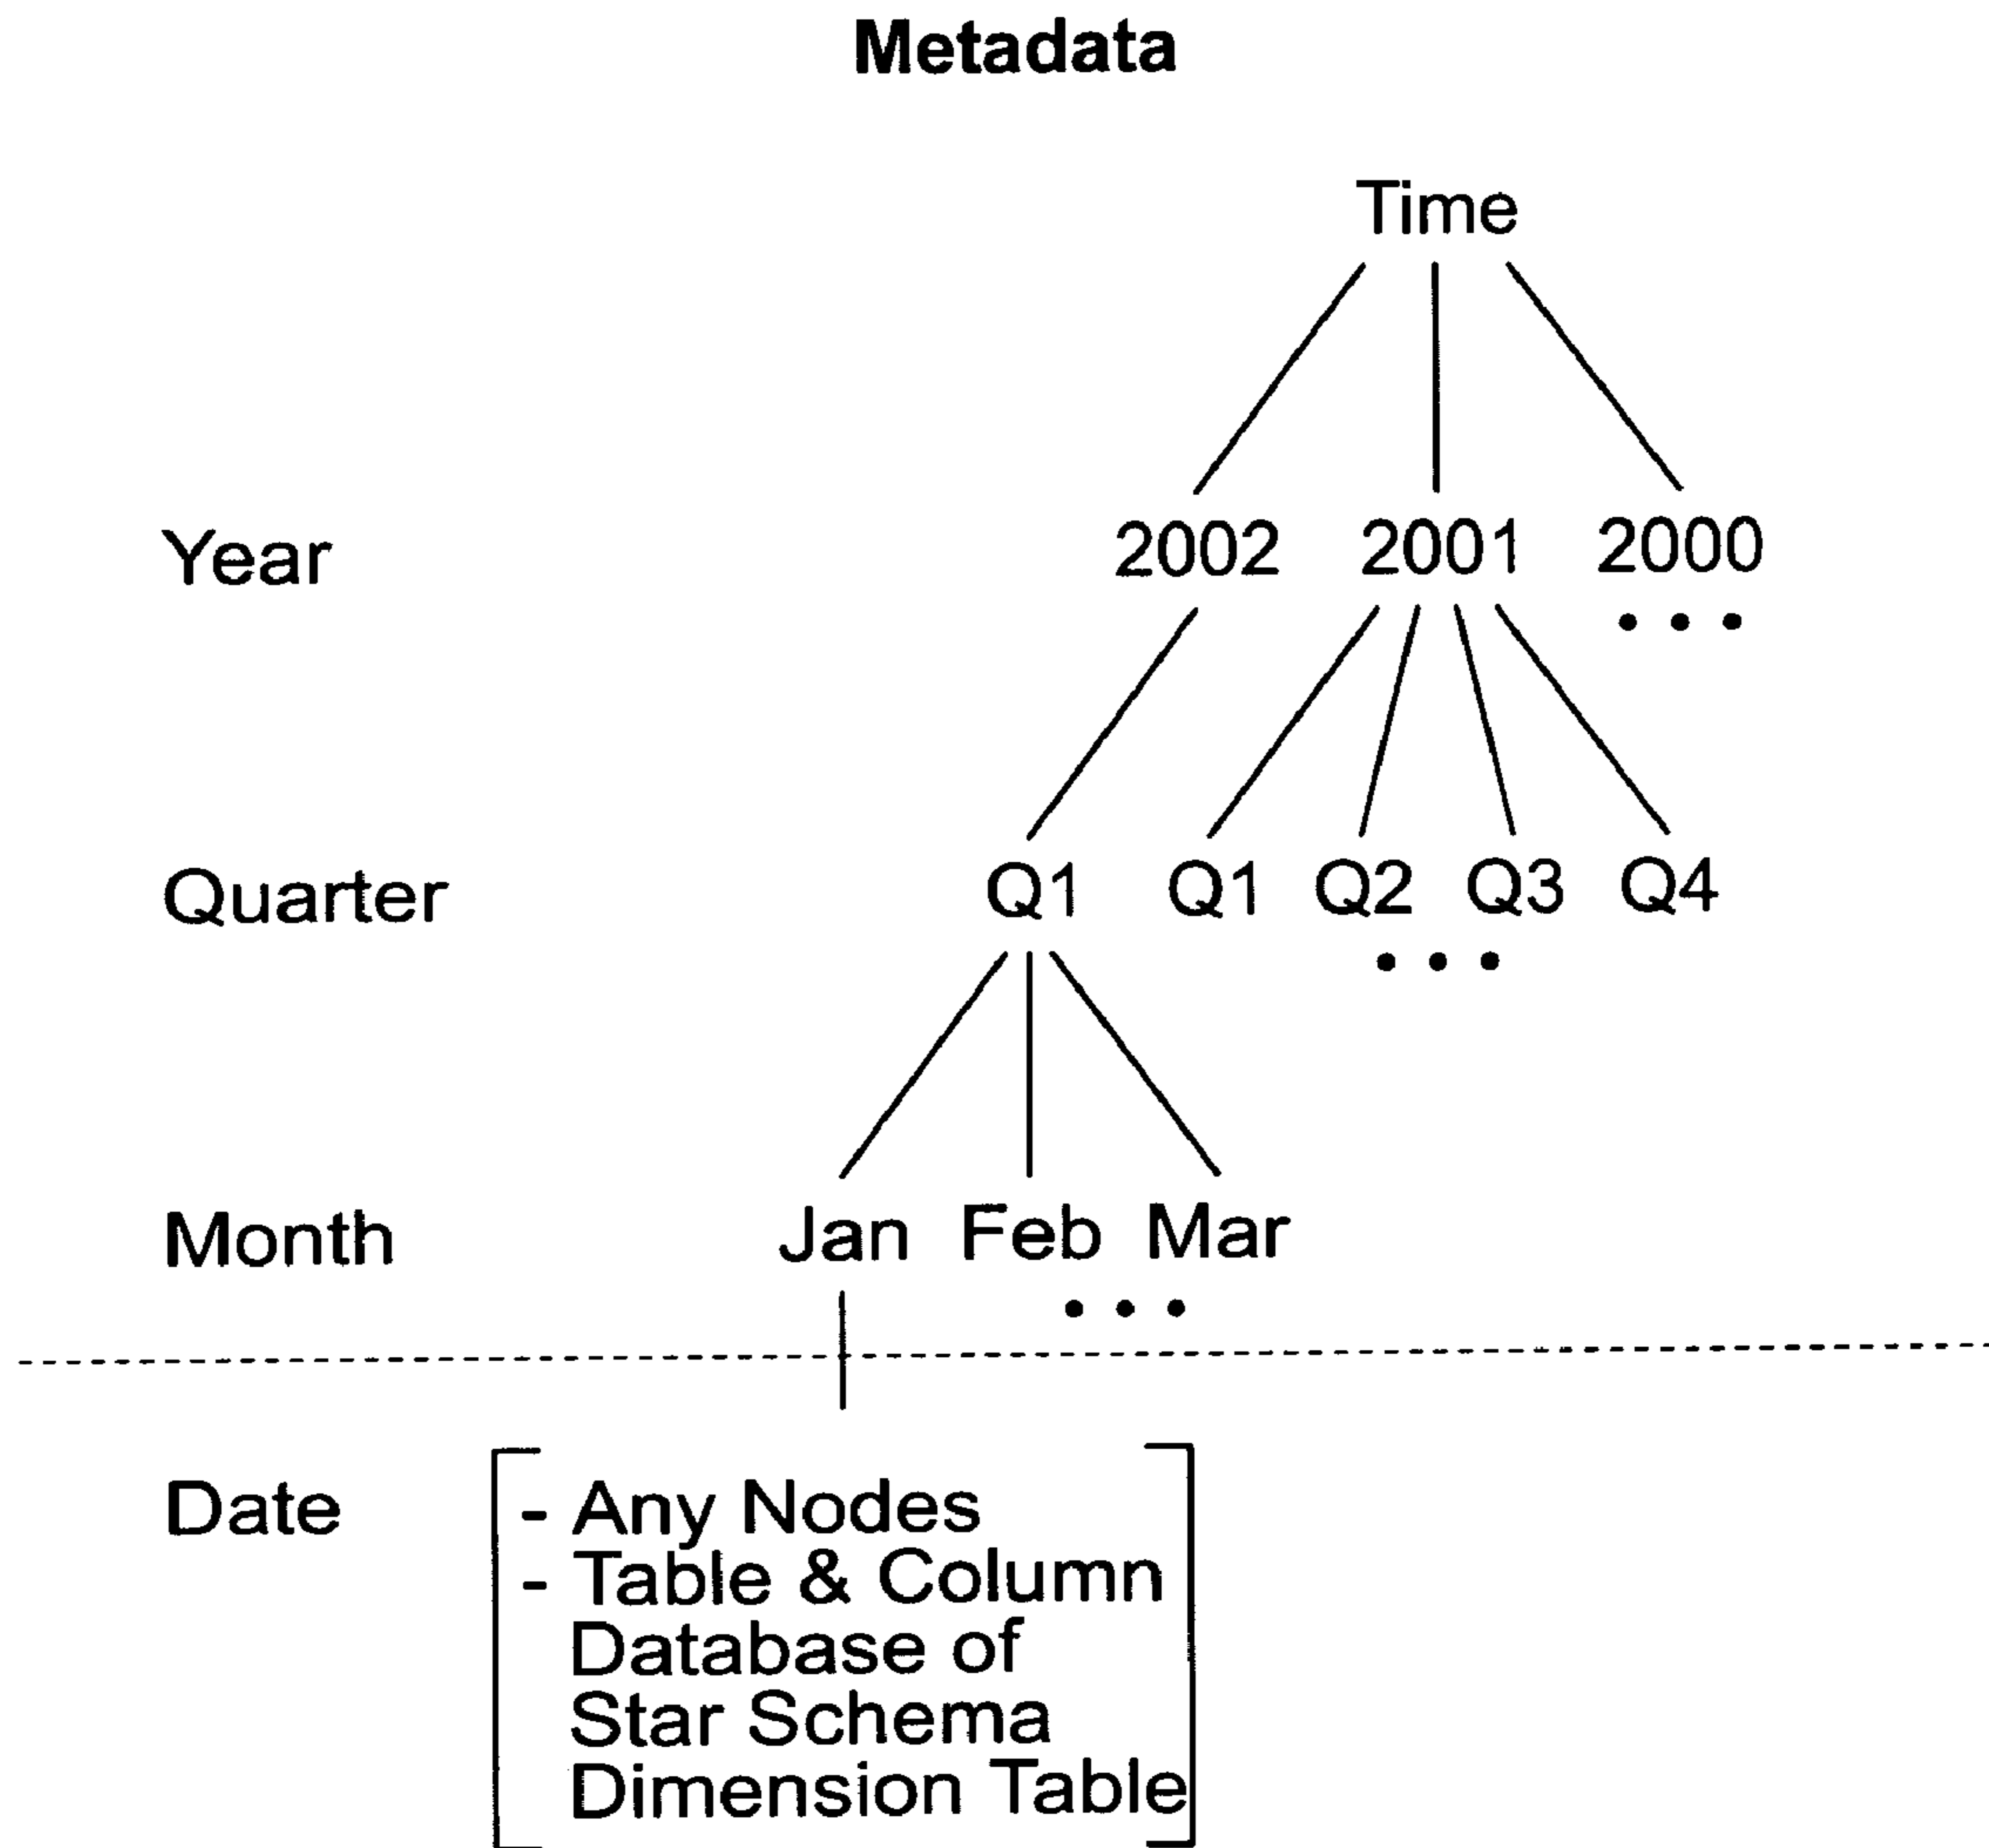 Metadata
Time
Year 2002 2001 2000
Quarter Q1 Q1 Q2 Q3 Q4
Month Jan Feb Mar
Date - Any Nodes
- Table & Column
Database of
Star Schema
Dimension Table